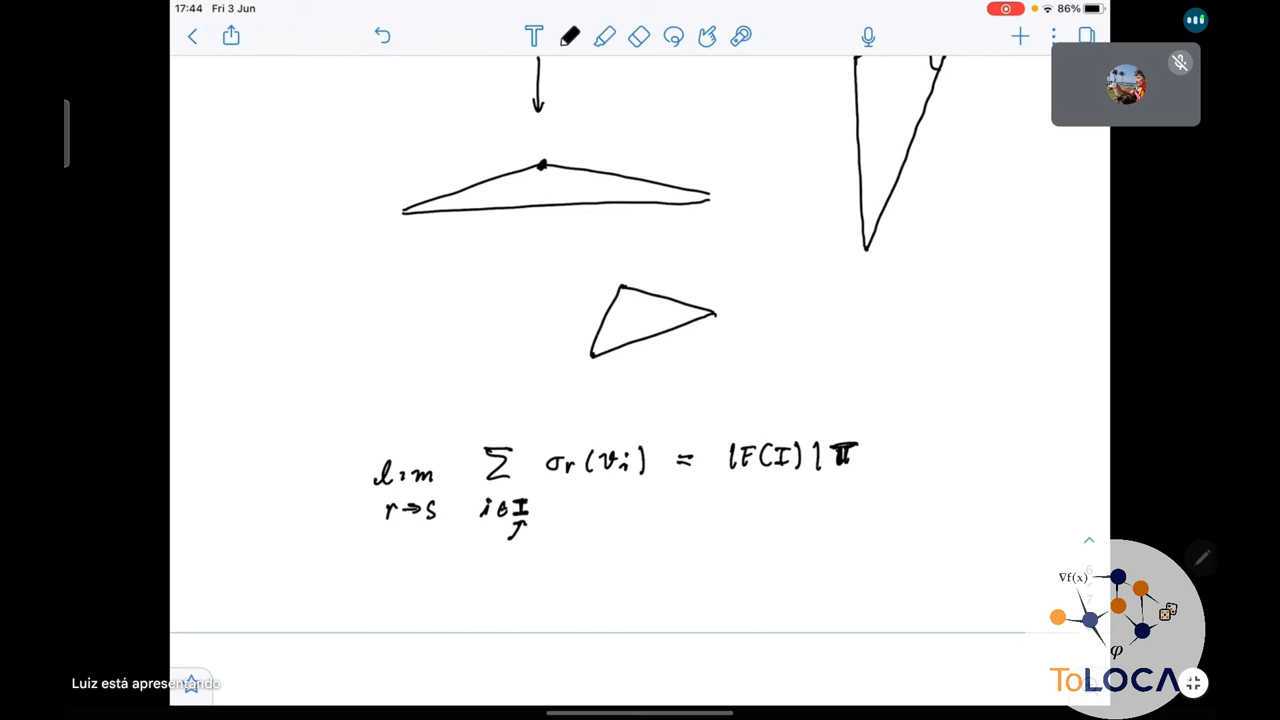 17:44 Fri 3 Jun
86%
lim Σ σr(vi) = |F(I)| π
r→s i∈I
∇f(x)
φ
ToLOCA
Luiz está apresentando